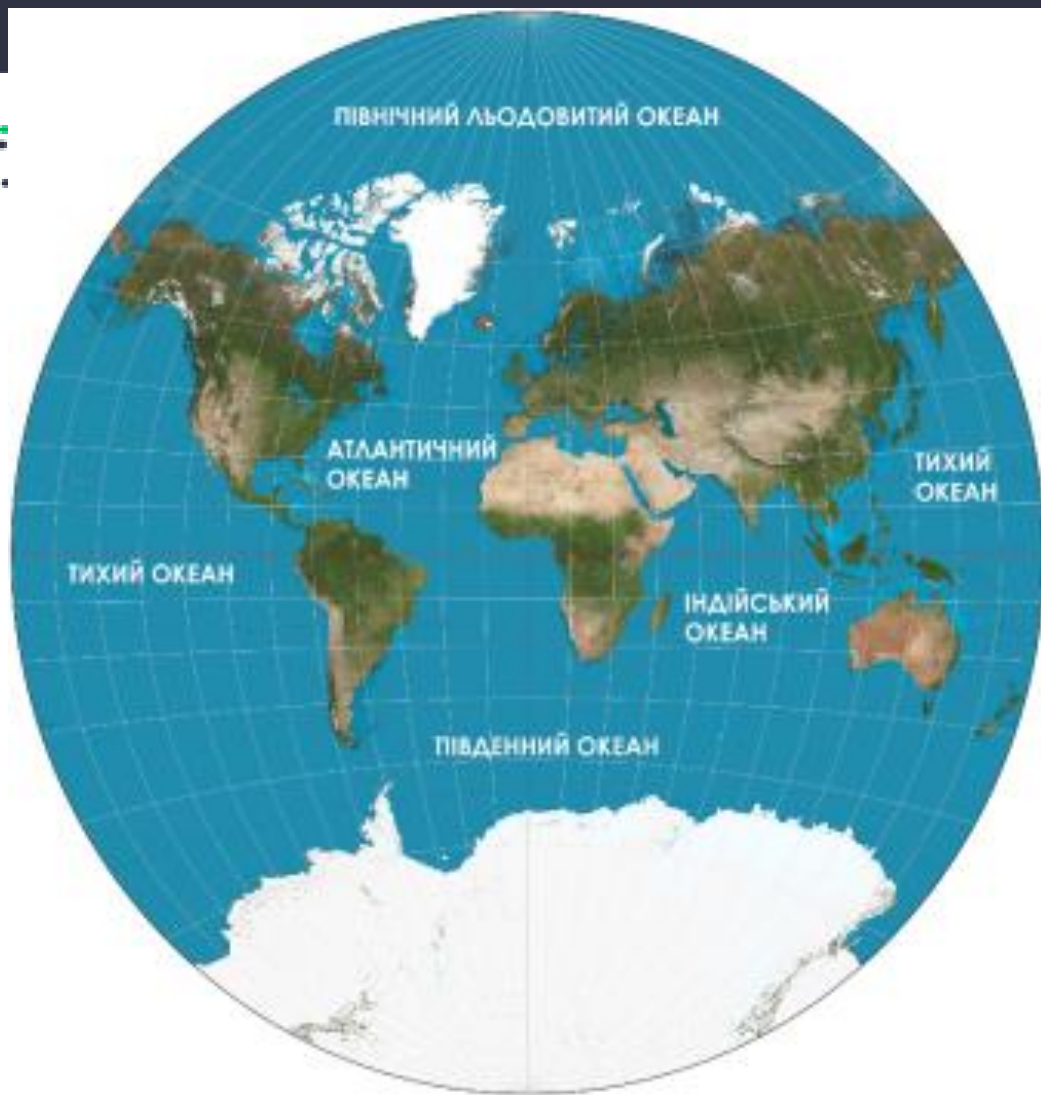 ПІВНІЧНИЙ ЛЬОДОВИТИЙ ОКЕАН
АТЛАНТИЧНИЙ
ОКЕАН
ТИХИЙ
ОКЕАН
ТИХИЙ ОКЕАН
ІНДІЙСЬКИЙ
ОКЕАН
ПІВДЕННИЙ ОКЕАН